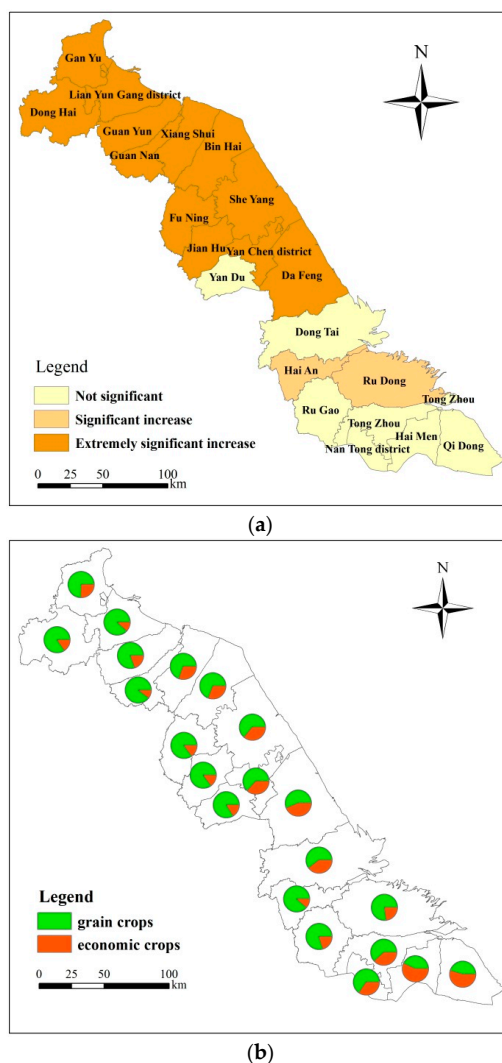 N
Gan Yu
Lian Yun Gang district
Dong Hai
Guan Yun
Xiang Shui
Bin Hai
Guan Nan
She Yang
Fu Ning
Jian Hu
Yan Chen district
Yan Du
Da Feng
Dong Tai
Hai An
Ru Dong
Tong Zhou
Ru Gao
Tong Zhou
Hai Men
Nan Tong district
Qi Dong
Legend
Not significant
Significant increase
Extremely significant increase
0 50 100
km
(a)
N
Legend
grain crops
economic crops
0 50 100
km
(b)